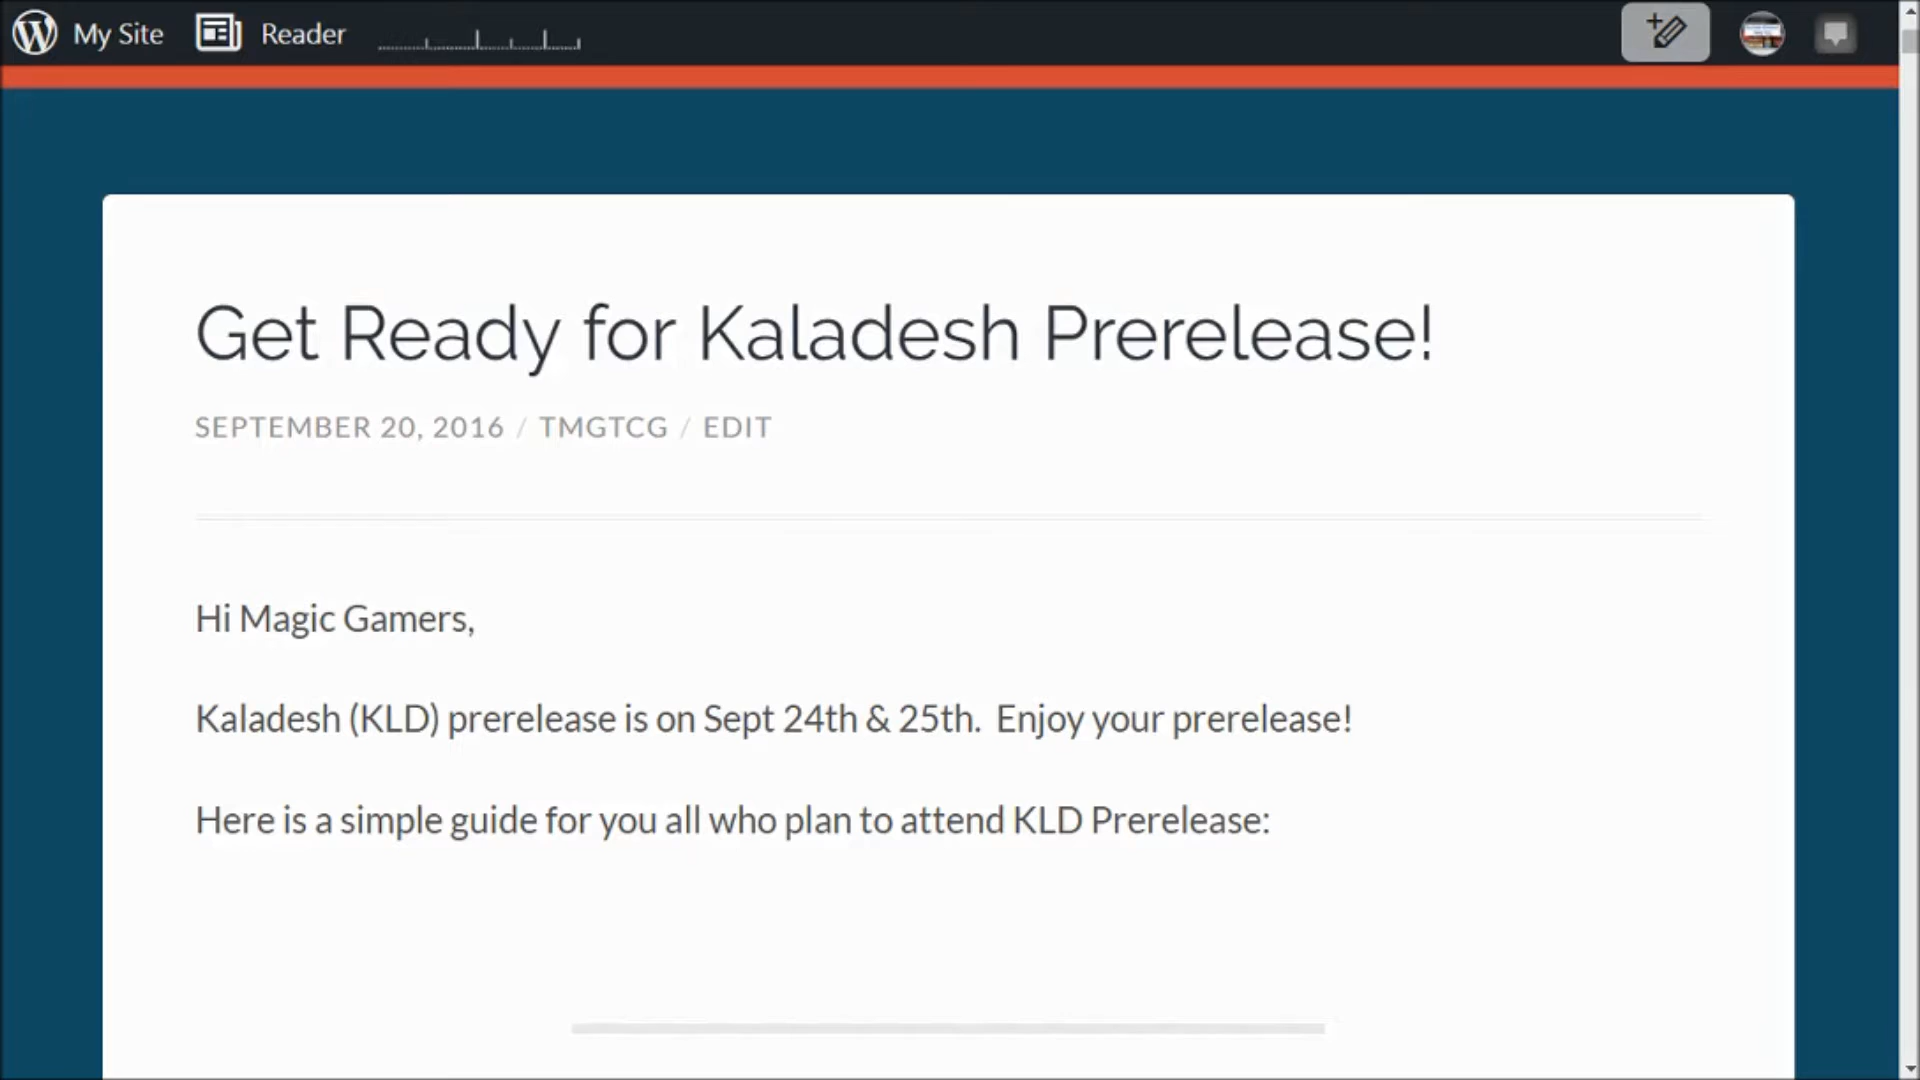 My Site
Reader
Get Ready for Kaladesh Prerelease!
SEPTEMBER 20, 2016 / TMGTCG / EDIT
Hi Magic Gamers,
Kaladesh (KLD) prerelease is on Sept 24th & 25th.  Enjoy your prerelease!
Here is a simple guide for you all who plan to attend KLD Prerelease: